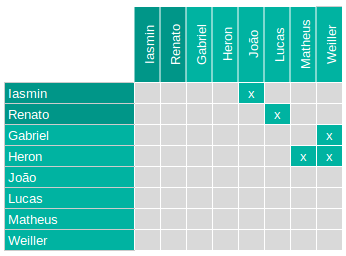 Iasmin Renato Gabriel Heron João Lucas Matheus Weiller
Iasmin x
Renato x
Gabriel x
Heron x x
João
Lucas
Matheus
Weiller